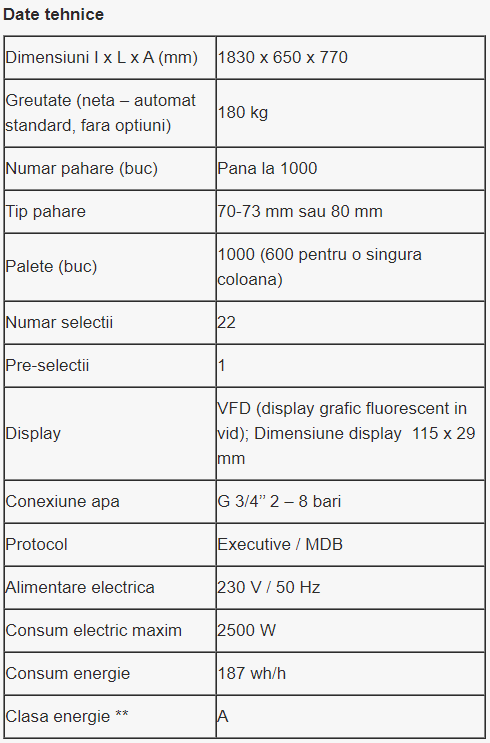 Date tehnice
Dimensiuni I x L x A (mm)
1830 x 650 x 770
Greutate (neta – automat
standard, fara optiuni)
180 kg
Numar pahare (buc)
Pana la 1000
Tip pahare
70-73 mm sau 80 mm
Palete (buc)
1000 (600 pentru o singura
coloana)
Numar selectii
22
Pre-selectii
1
Display
VFD (display grafic fluorescent in
vid); Dimensiune display  115 x 29
mm
Conexiune apa
G 3/4’’ 2 – 8 bari
Protocol
Executive / MDB
Alimentare electrica
230 V / 50 Hz
Consum electric maxim
2500 W
Consum energie
187 wh/h
Clasa energie **
A